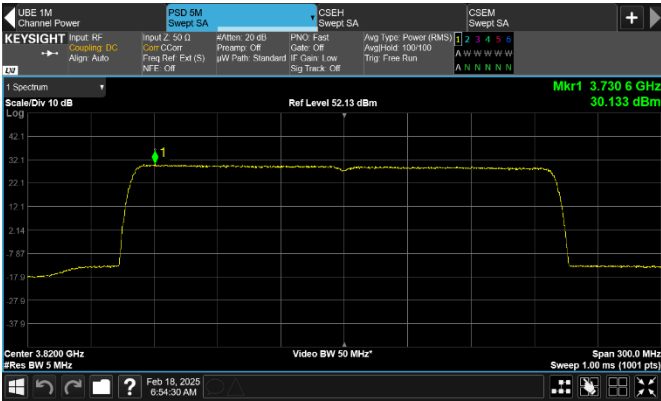 UBE 1M
Channel Power
PSD 5M
Swept SA
CSEH
Swept SA
CSEM
Swept SA
KEYSIGHT
Input: RF
Coupling: DC
Align: Auto
Input Z: 50 Ω
Corr CCorr
Freq Ref: Ext (S)
NFE: Off
#Atten: 20 dB
Preamp: Off
µW Path: Standard
PNO: Fast
Gate: Off
IF Gain: Low
Sig Track: Off
Avg Type: Power (RMS)
Avg|Hold: 100/100
Trig: Free Run
1 2 3 4 5 6
A W W W W W
A N N N N N
LXI
1 Spectrum
Scale/Div 10 dB
Ref Level 52.13 dBm
Mkr1 3.730 6 GHz
30.133 dBm
Log
42.1
32.1
22.1
12.1
2.14
-7.87
-17.9
-27.9
-37.9
1
Center 3.8200 GHz
#Res BW 5 MHz
Video BW 50 MHz*
Span 300.0 MHz
Sweep 1.00 ms (1001 pts)
?
Feb 18, 2025
6:54:30 AM